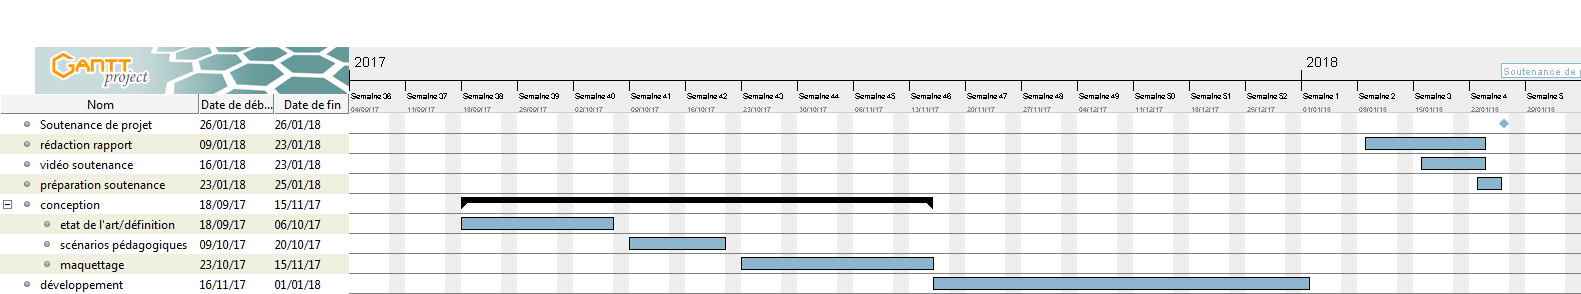 GANTT
project
2017
2018
Soutenance de p
Nom Date de déb... Date de fin
Semaine 36 Semaine 37 Semaine 38 Semaine 39 Semaine 40 Semaine 41 Semaine 42 Semaine 43 Semaine 44 Semaine 45 Semaine 46 Semaine 47 Semaine 48 Semaine 49 Semaine 50 Semaine 51 Semaine 52 Semaine 1 Semaine 2 Semaine 3 Semaine 4 Semaine 5
04/09/17 11/09/17 18/09/17 25/09/17 02/10/17 09/10/17 16/10/17 23/10/17 30/10/17 06/11/17 13/11/17 20/11/17 27/11/17 04/12/17 11/12/17 18/12/17 25/12/17 01/01/18 08/01/18 15/01/18 22/01/18 29/01/18
Soutenance de projet 26/01/18 26/01/18
rédaction rapport 09/01/18 23/01/18
vidéo soutenance 16/01/18 23/01/18
préparation soutenance 23/01/18 25/01/18
conception 18/09/17 15/11/17
etat de l'art/définition 18/09/17 06/10/17
scénarios pédagogiques 09/10/17 20/10/17
maquettage 23/10/17 15/11/17
développement 16/11/17 01/01/18